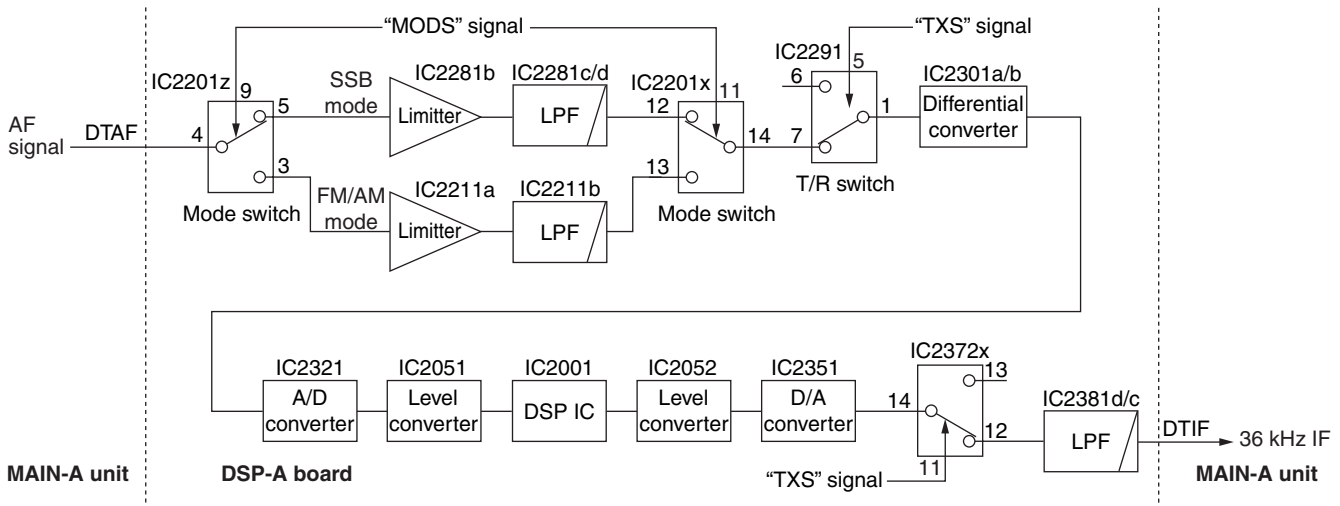 “MODS” signal
“TXS” signal
IC2201z
9
5
4
3
Mode switch
AF
signal
DTAF
SSB
mode
IC2281b
Limitter
IC2281c/d
LPF
FM/AM
mode
IC2211a
Limitter
IC2211b
LPF
IC2201x
11
12
14
13
Mode switch
IC2291
5
6
1
7
T/R switch
IC2301a/b
Differential
converter
IC2321
A/D
converter
IC2051
Level
converter
IC2001
DSP IC
IC2052
Level
converter
IC2351
D/A
converter
IC2372x
13
14
12
11
“TXS” signal
IC2381d/c
LPF
DTIF
36 kHz IF
MAIN-A unit
DSP-A board
MAIN-A unit